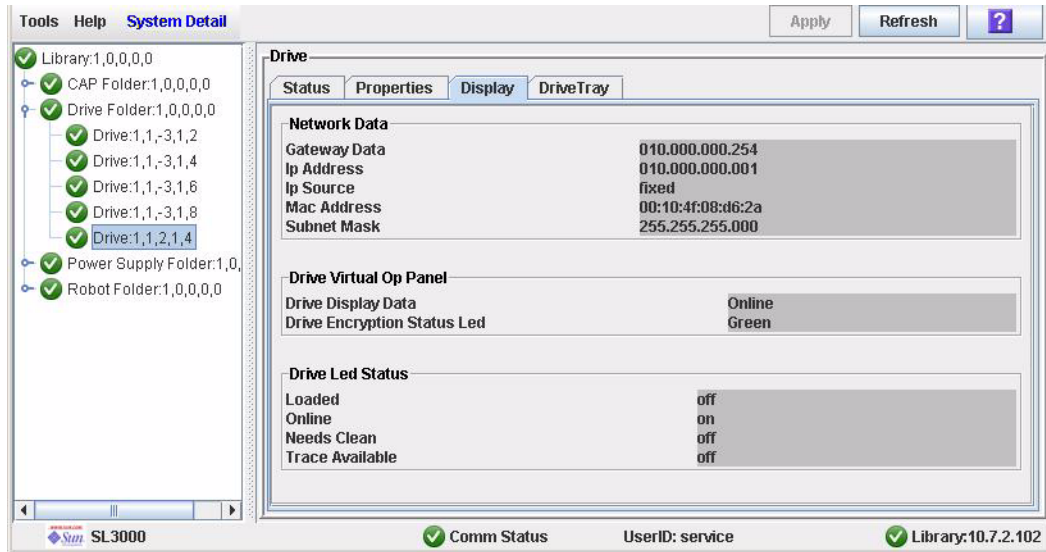 Tools Help System Detail
Apply Refresh ?
Library:1,0,0,0,0
CAP Folder:1,0,0,0,0
Drive Folder:1,0,0,0,0
Drive:1,1,-3,1,2
Drive:1,1,-3,1,4
Drive:1,1,-3,1,6
Drive:1,1,-3,1,8
Drive:1,1,2,1,4
Power Supply Folder:1,0,
Robot Folder:1,0,0,0,0
Drive
Status Properties Display DriveTray
Network Data
Gateway Data 010.000.000.254
Ip Address 010.000.000.001
Ip Source fixed
Mac Address 00:10:4f:08:d6:2a
Subnet Mask 255.255.255.000
Drive Virtual Op Panel
Drive Display Data Online
Drive Encryption Status Led Green
Drive Led Status
Loaded off
Online on
Needs Clean off
Trace Available off
Sun SL3000 Comm Status UserID: service Library:10.7.2.102